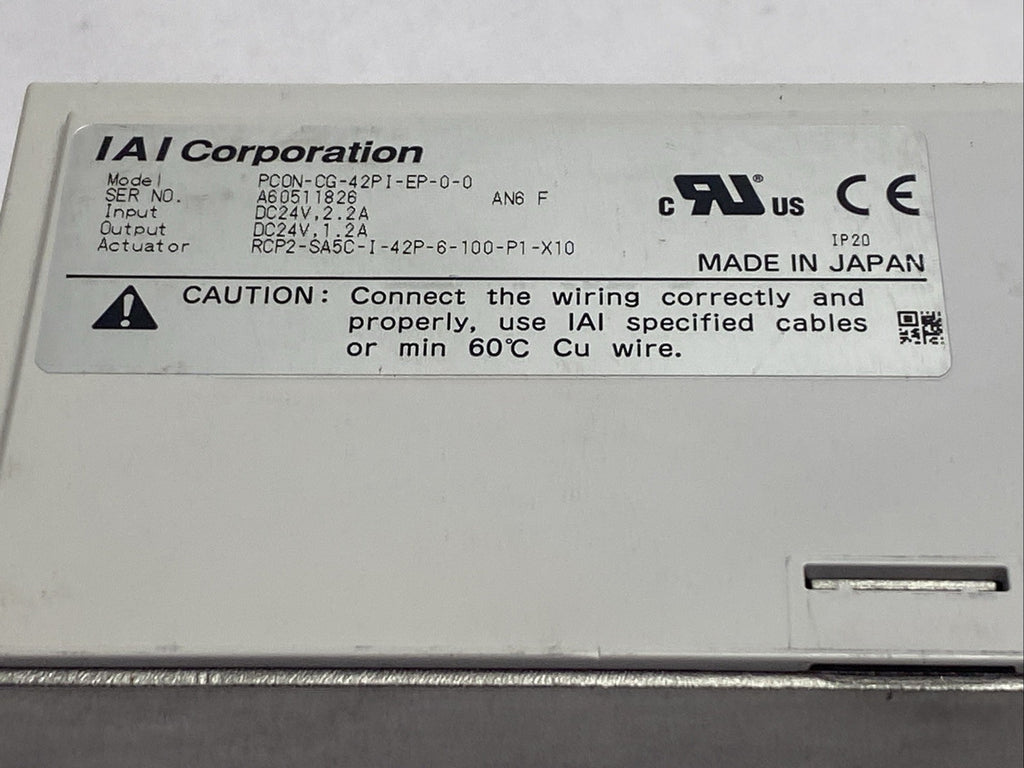 IAI Corporation
Model PCON-CG-42PI-EP-0-0
SER NO. A60511826 AN6 F
Input DC24V,2.2A
Output DC24V,1.2A
Actuator RCP2-SA5C-I-42P-6-100-P1-X10
c RU ® US CE
IP20
MADE IN JAPAN
CAUTION: Connect the wiring correctly and
properly, use IAI specified cables
or min 60℃ Cu wire.